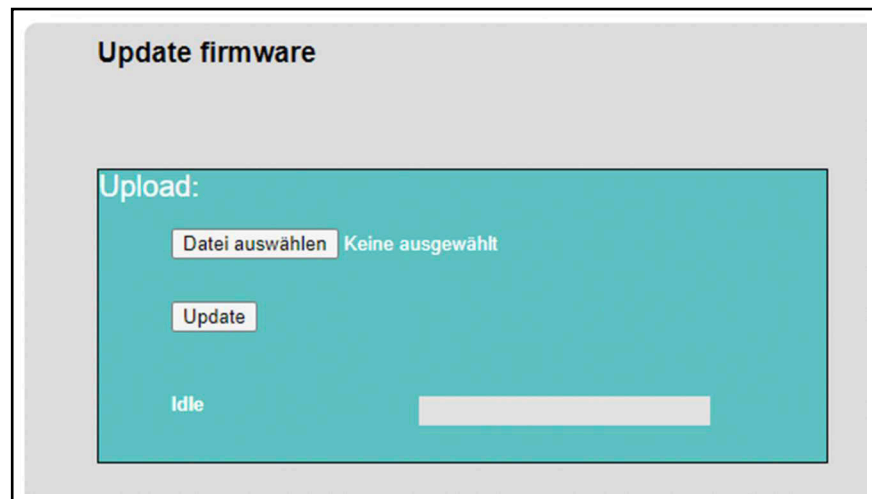 Update firmware
Upload:
Datei auswählen Keine ausgewählt
Update
Idle